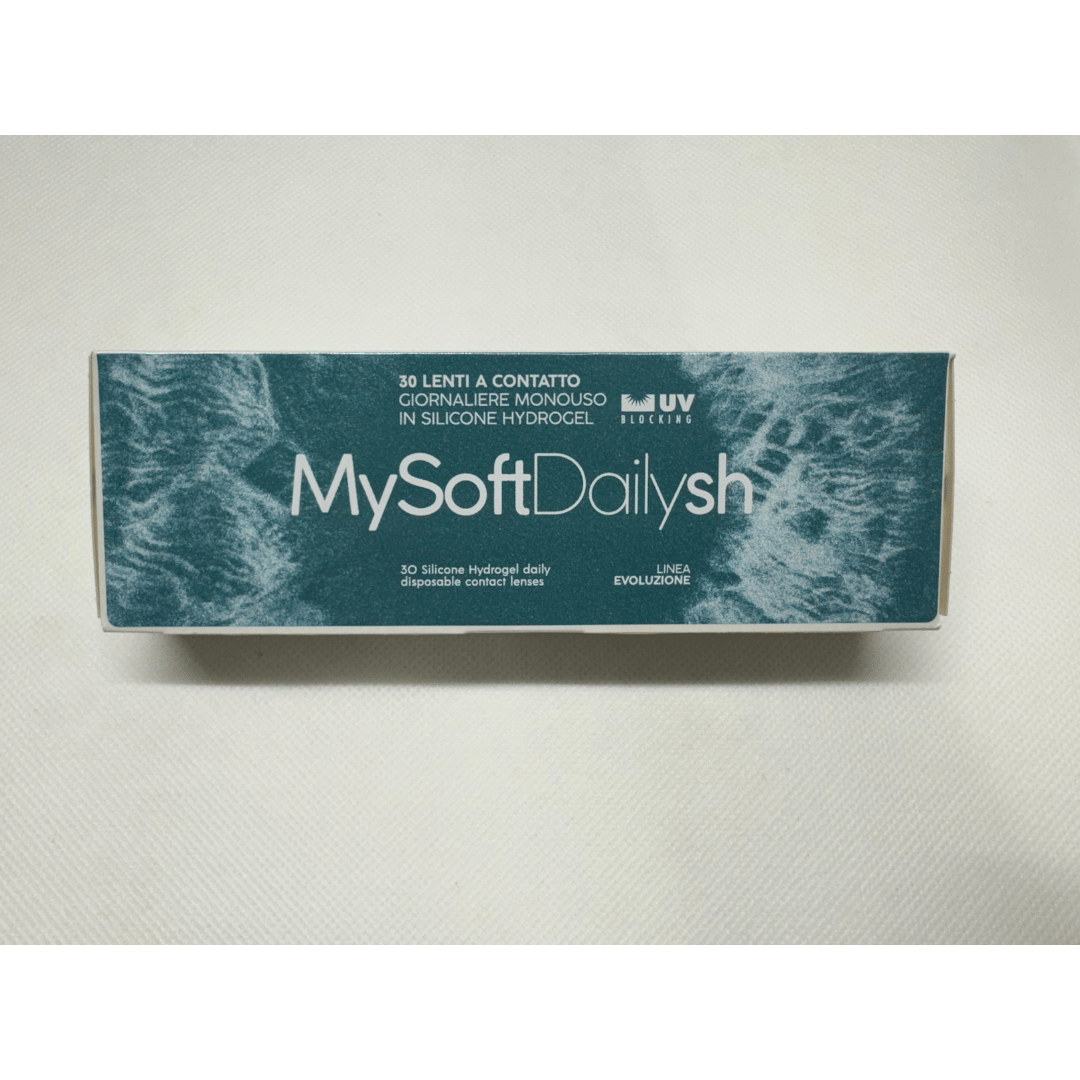 30 LENTI A CONTATTO
GIORNALIERE MONOUSO
IN SILICONE HYDROGEL
UV
BLOCKING
MySoftDailysh
30 Silicone Hydrogel daily
disposable contact lenses
LINEA
EVOLUZIONE